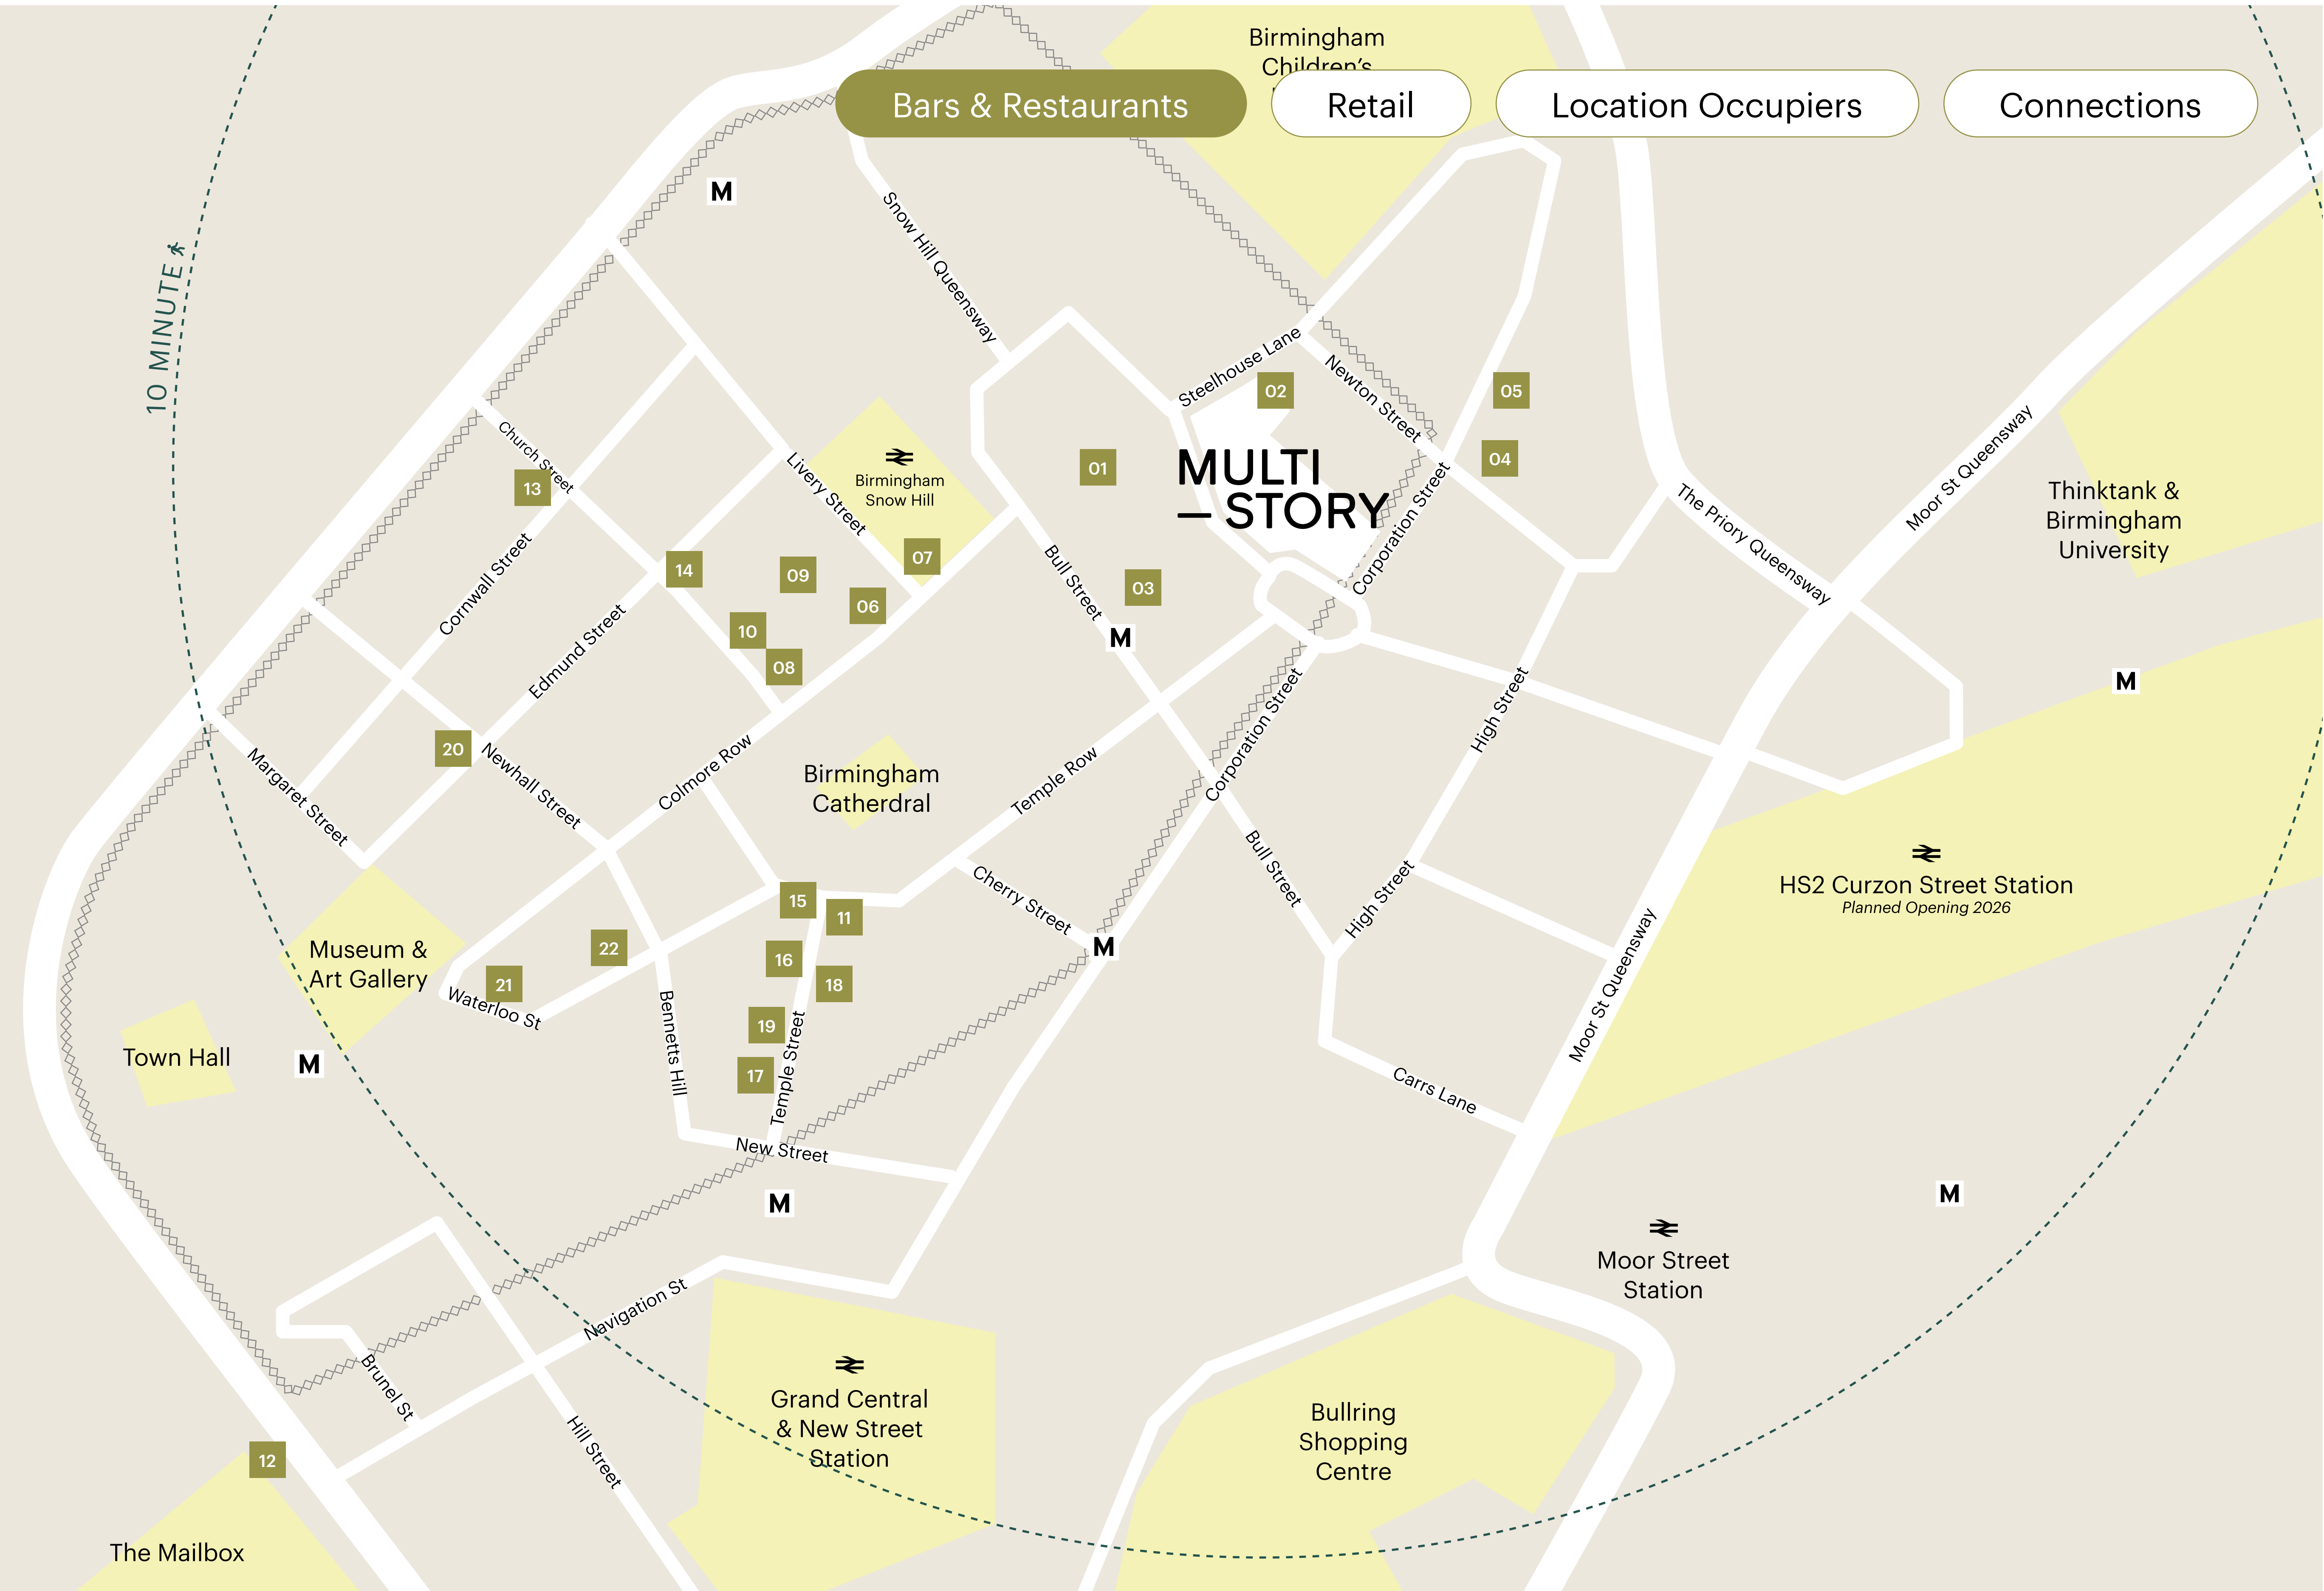 Birmingham
Children's
Bars & Restaurants
Retail
Location Occupiers
Connections
M
10 MINUTE
Snow Hill Queensway
Steelhouse Lane
Newton Street
02
05
04
01
MULTI
— STORY
Corporation Street
The Priory Queensway
Moor St Queensway
Thinktank &
Birmingham
University
Church Street
13
Livery Street
Birmingham
Snow Hill
07
Cornwall Street
14
09
06
10
08
Edmund Street
Bull Street
03
M
M
20
Margaret Street
Newhall Street
Colmore Row
Birmingham
Catherdral
Temple Row
Corporation Street
High Street
Bull Street
High Street
Cherry Street
M
HS2 Curzon Street Station
Planned Opening 2026
Moor St Queensway
15
11
22
16
18
21
Waterloo St
Museum &
Art Gallery
Town Hall
M
Bennetts Hill
19
17
Temple Street
New Street
M
Carrs Lane
M
Moor Street
Station
Navigation St
Brunel St
Hill Street
Grand Central
& New Street
Station
Bullring
Shopping
Centre
12
The Mailbox